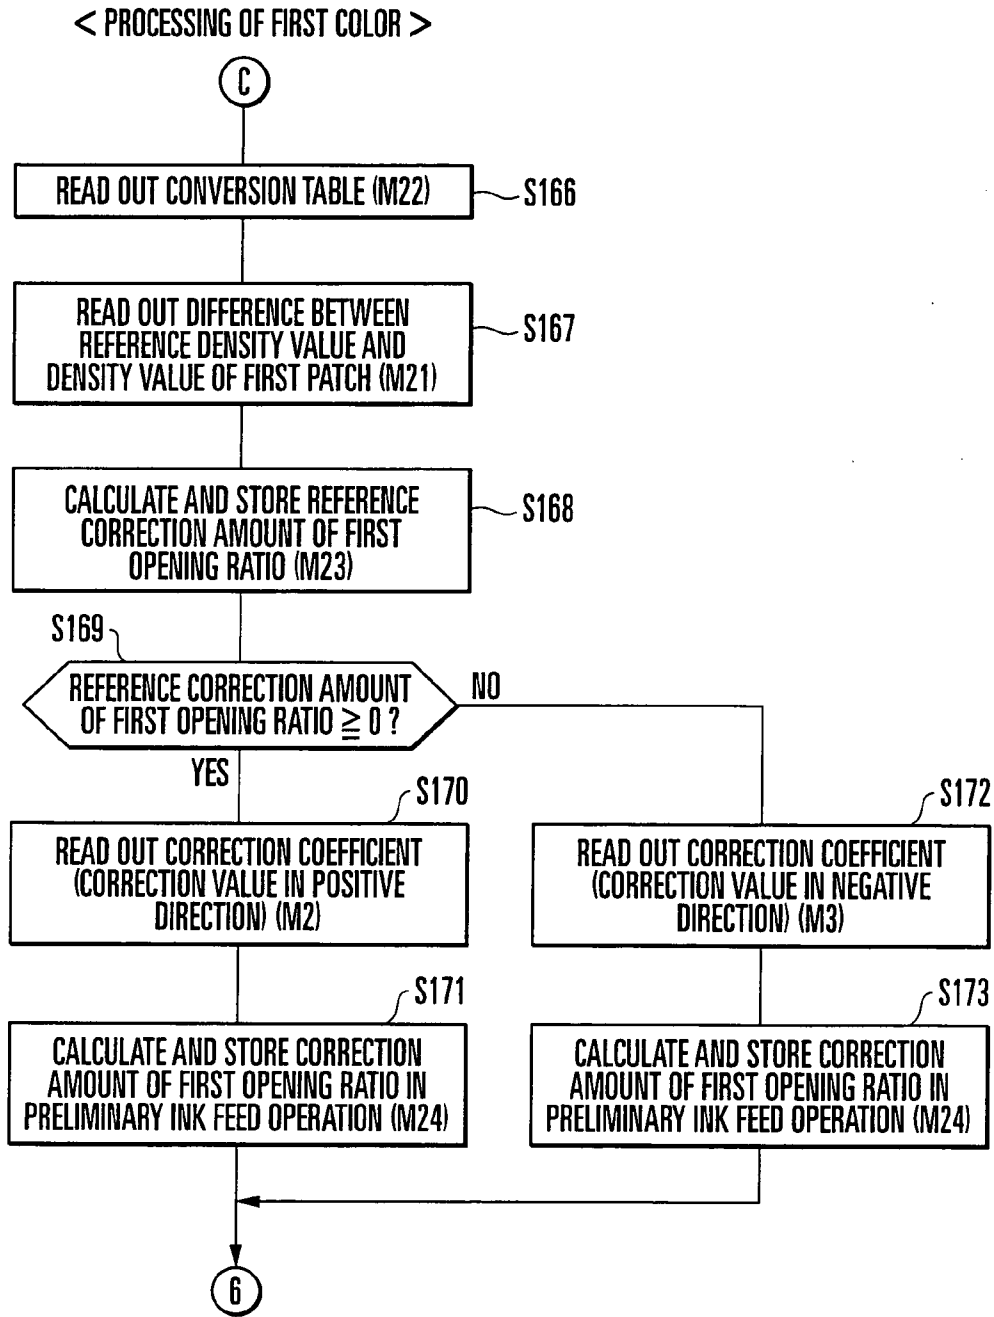 < PROCESSING OF FIRST COLOR >
C
READ OUT CONVERSION TABLE (M22)
S166
READ OUT DIFFERENCE BETWEEN
REFERENCE DENSITY VALUE AND
DENSITY VALUE OF FIRST PATCH (M21)
S167
CALCULATE AND STORE REFERENCE
CORRECTION AMOUNT OF FIRST
OPENING RATIO (M23)
S168
S169
REFERENCE CORRECTION AMOUNT
OF FIRST OPENING RATIO ≧ 0 ?
NO
YES
S170
READ OUT CORRECTION COEFFICIENT
(CORRECTION VALUE IN POSITIVE
DIRECTION) (M2)
S172
READ OUT CORRECTION COEFFICIENT
(CORRECTION VALUE IN NEGATIVE
DIRECTION) (M3)
S171
CALCULATE AND STORE CORRECTION
AMOUNT OF FIRST OPENING RATIO IN
PRELIMINARY INK FEED OPERATION (M24)
S173
CALCULATE AND STORE CORRECTION
AMOUNT OF FIRST OPENING RATIO IN
PRELIMINARY INK FEED OPERATION (M24)
6